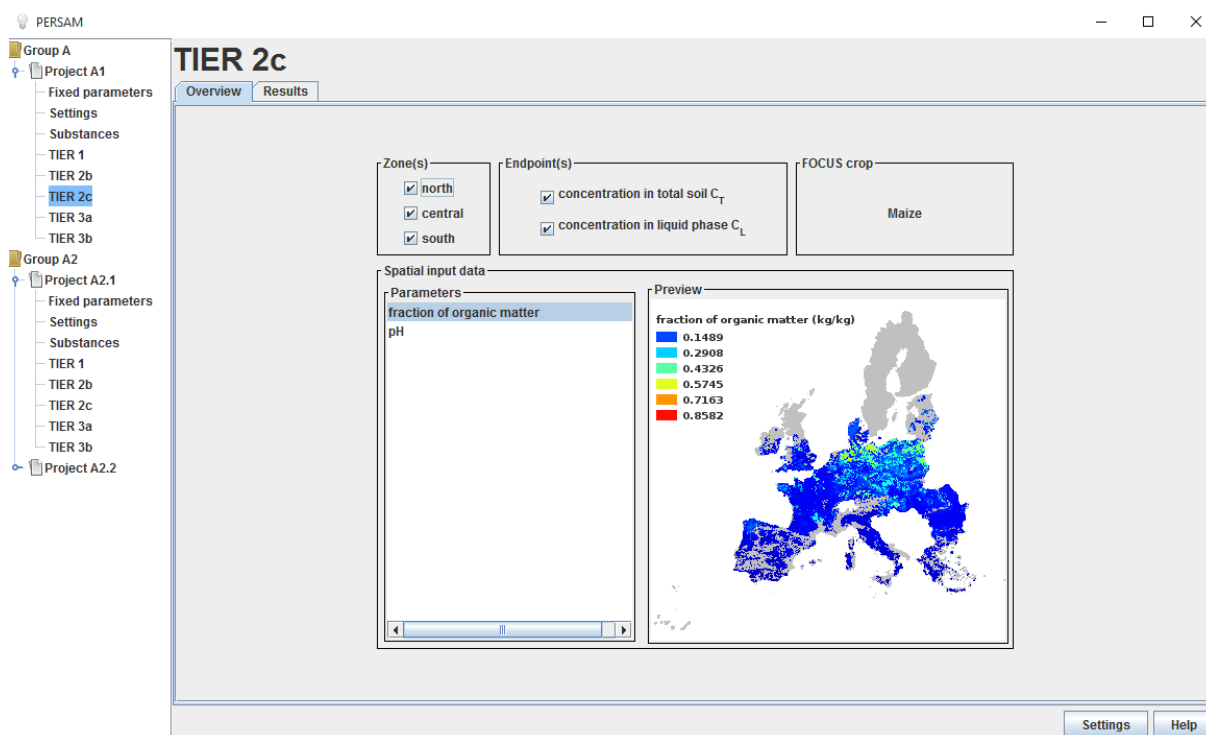 PERSAM
Group A
Project A1
Fixed parameters
Settings
Substances
TIER 1
TIER 2b
TIER 2c
TIER 3a
TIER 3b
Group A2
Project A2.1
Fixed parameters
Settings
Substances
TIER 1
TIER 2b
TIER 2c
TIER 3a
TIER 3b
Project A2.2
TIER 2c
Overview Results
Zone(s)
north
central
south
Endpoint(s)
concentration in total soil C_T
concentration in liquid phase C_L
FOCUS crop
Maize
Spatial input data
Parameters
fraction of organic matter
pH
Preview
fraction of organic matter (kg/kg)
0.1489
0.2908
0.4326
0.5745
0.7163
0.8582
Settings Help